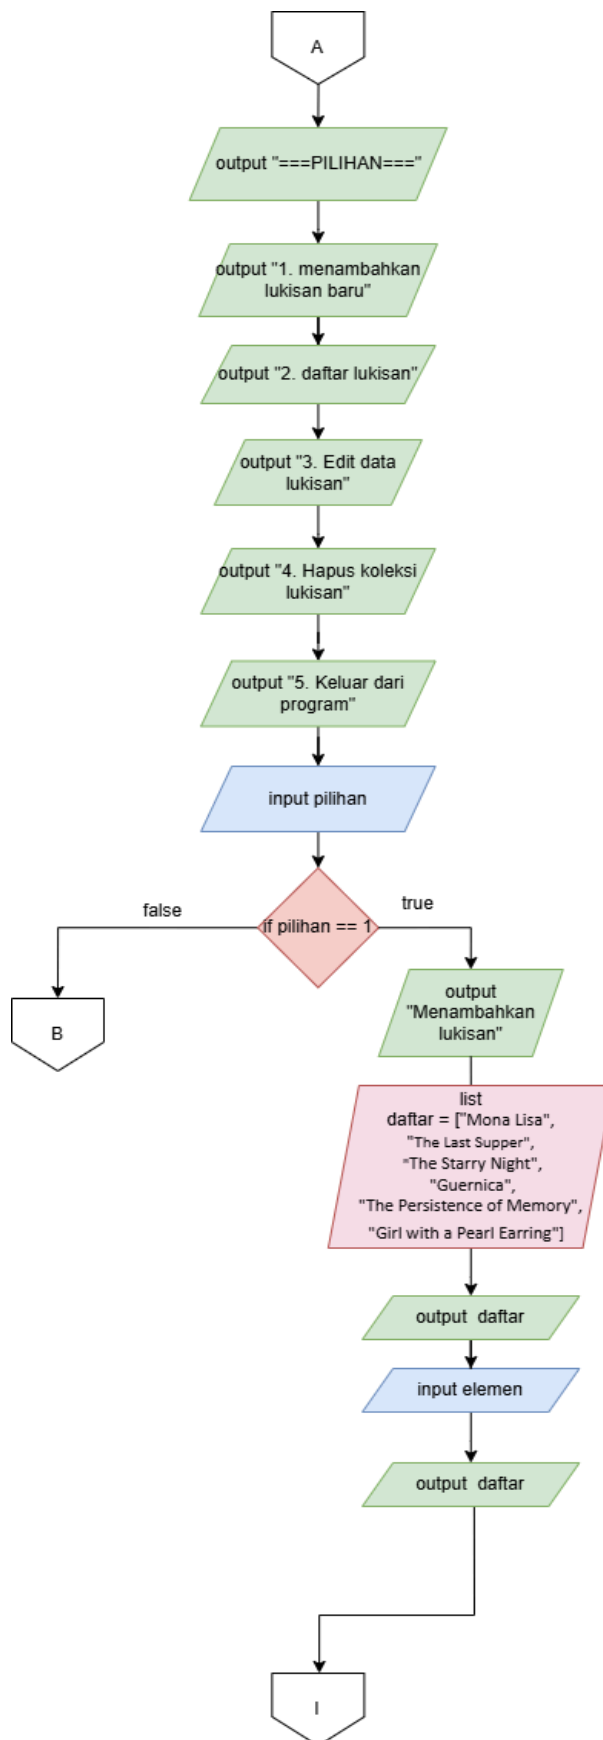 A
output "===PILIHAN==="
output "1. menambahkan
lukisan baru"
output "2. daftar lukisan"
output "3. Edit data
lukisan"
output "4. Hapus koleksi
lukisan"
output "5. Keluar dari
program"
input pilihan
if pilihan == 1
false
true
B
output
"Menambahkan
lukisan"
list
daftar = ["Mona Lisa",
"The Last Supper",
"The Starry Night",
"Guernica",
"The Persistence of Memory",
"Girl with a Pearl Earring"]
output  daftar
input elemen
output  daftar
I